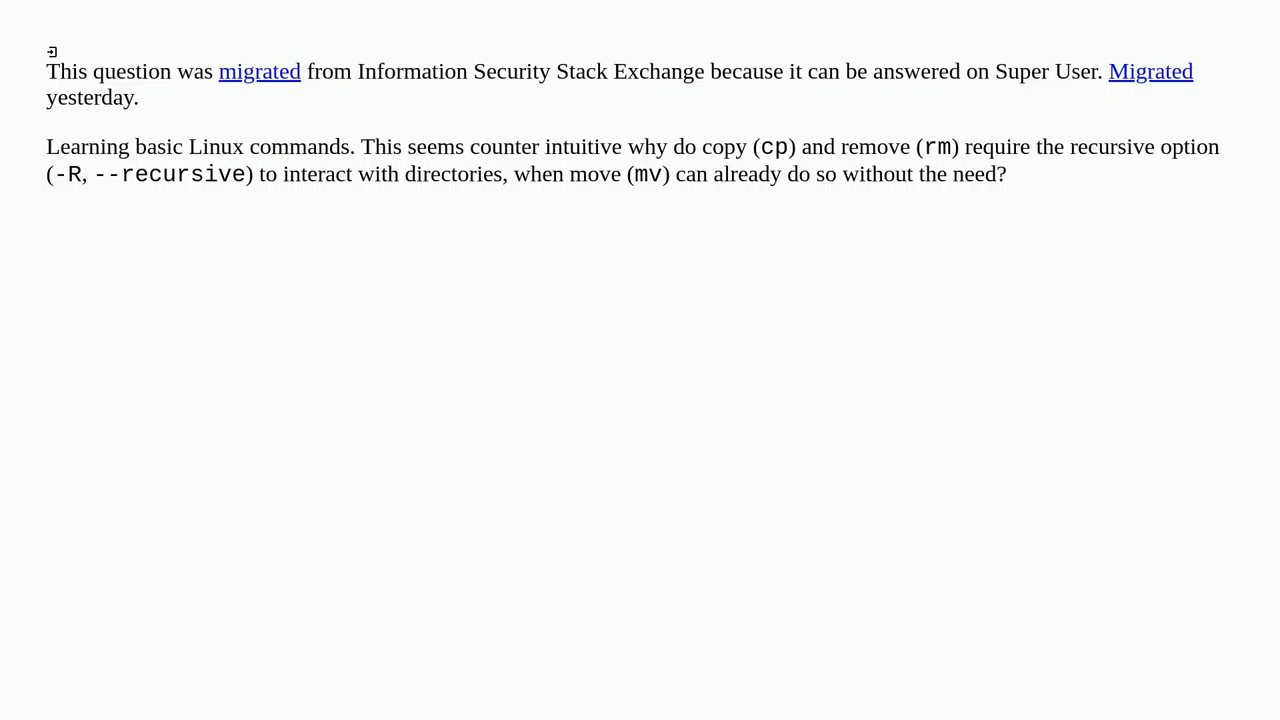 This question was migrated from Information Security Stack Exchange because it can be answered on Super User. Migrated
yesterday.
Learning basic Linux commands. This seems counter intuitive why do copy (cp) and remove (rm) require the recursive option
(-R, --recursive) to interact with directories, when move (mv) can already do so without the need?